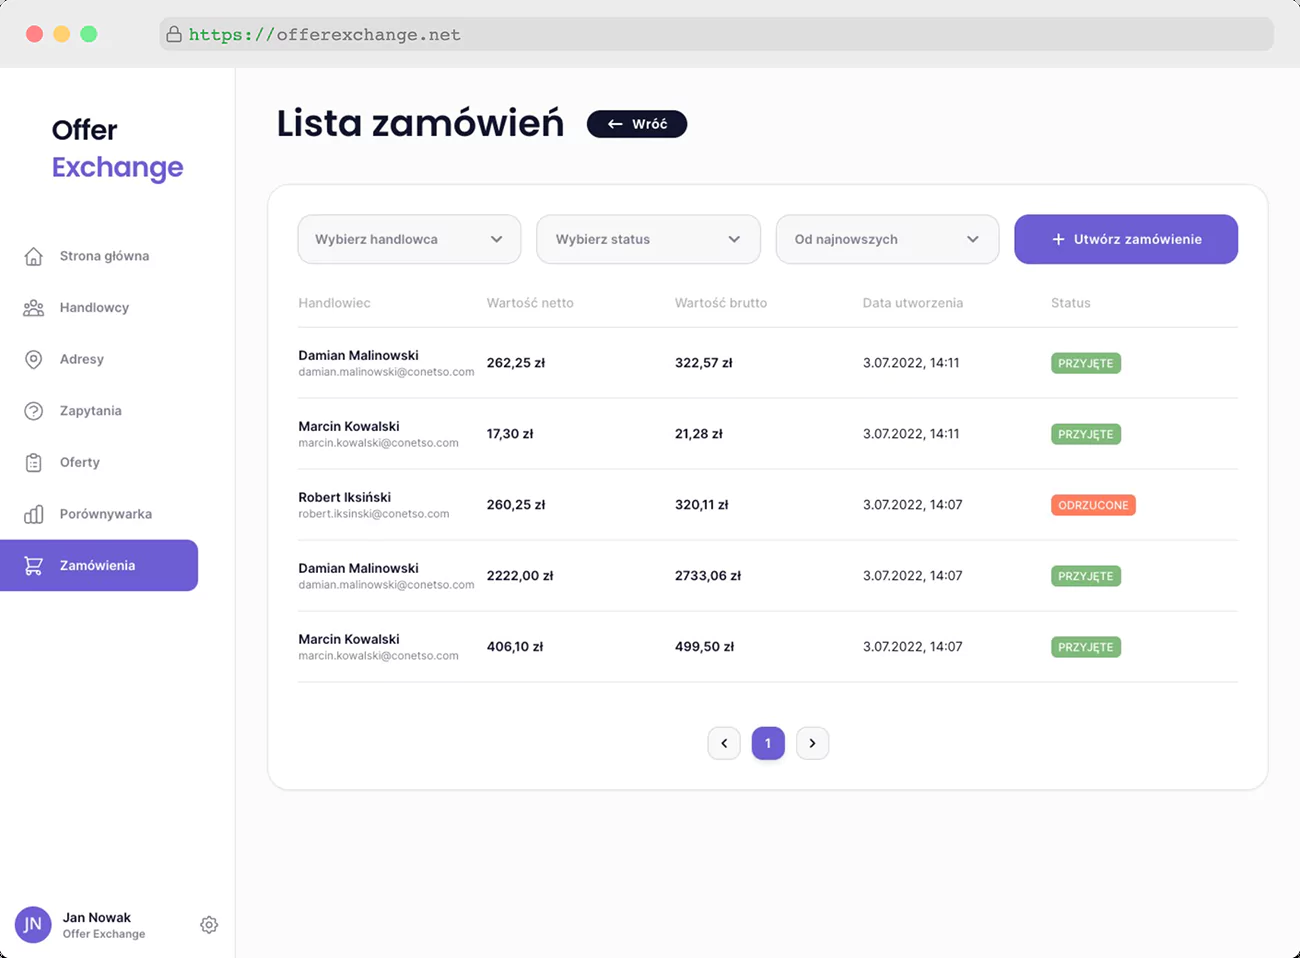 https://offerexchange.net
Offer
Exchange
Strona główna
Handlowcy
Adresy
Zapytania
Oferty
Porównywarka
Zamówienia
JN
Jan Nowak
Offer Exchange
Lista zamówień
Wróć
Wybierz handlowca
Wybierz status
Od najnowszych
+ Utwórz zamówienie
Handlowiec Wartość netto Wartość brutto Data utworzenia Status
Damian Malinowski
damian.malinowski@conetso.com
262,25 zł 322,57 zł 3.07.2022, 14:11 PRZYJĘTE
Marcin Kowalski
marcin.kowalski@conetso.com
17,30 zł 21,28 zł 3.07.2022, 14:11 PRZYJĘTE
Robert Iksiński
robert.iksinski@conetso.com
260,25 zł 320,11 zł 3.07.2022, 14:07 ODRZUCONE
Damian Malinowski
damian.malinowski@conetso.com
2222,00 zł 2733,06 zł 3.07.2022, 14:07 PRZYJĘTE
Marcin Kowalski
marcin.kowalski@conetso.com
406,10 zł 499,50 zł 3.07.2022, 14:07 PRZYJĘTE
1